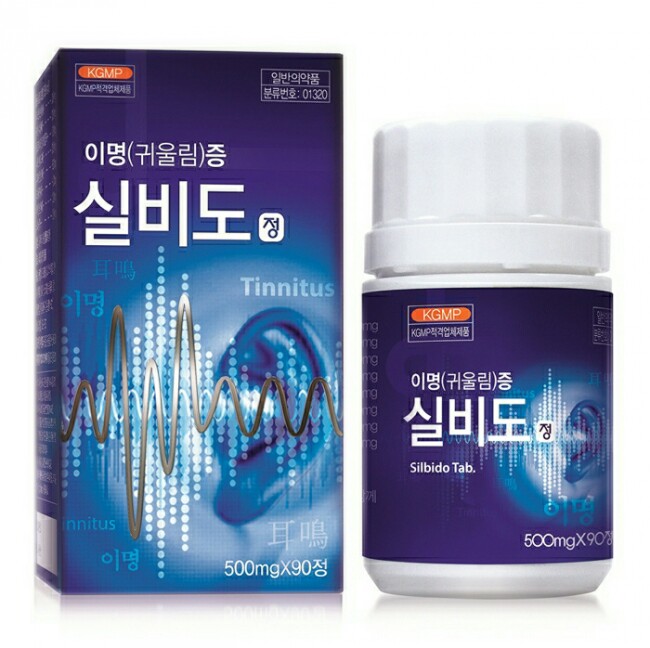 KGMP
KGMP적격업체제품
일반의약품
분류번호: 01320
이명(귀울림)증
실비도 정
耳鳴
이명
Tinnitus
innitus
이명
耳鳴
500mgX90정
KGMP
KGMP적격업체제품
이명(귀울림)증
실비도 정
Silbido Tab.
耳鳴
이명
500mgX90정